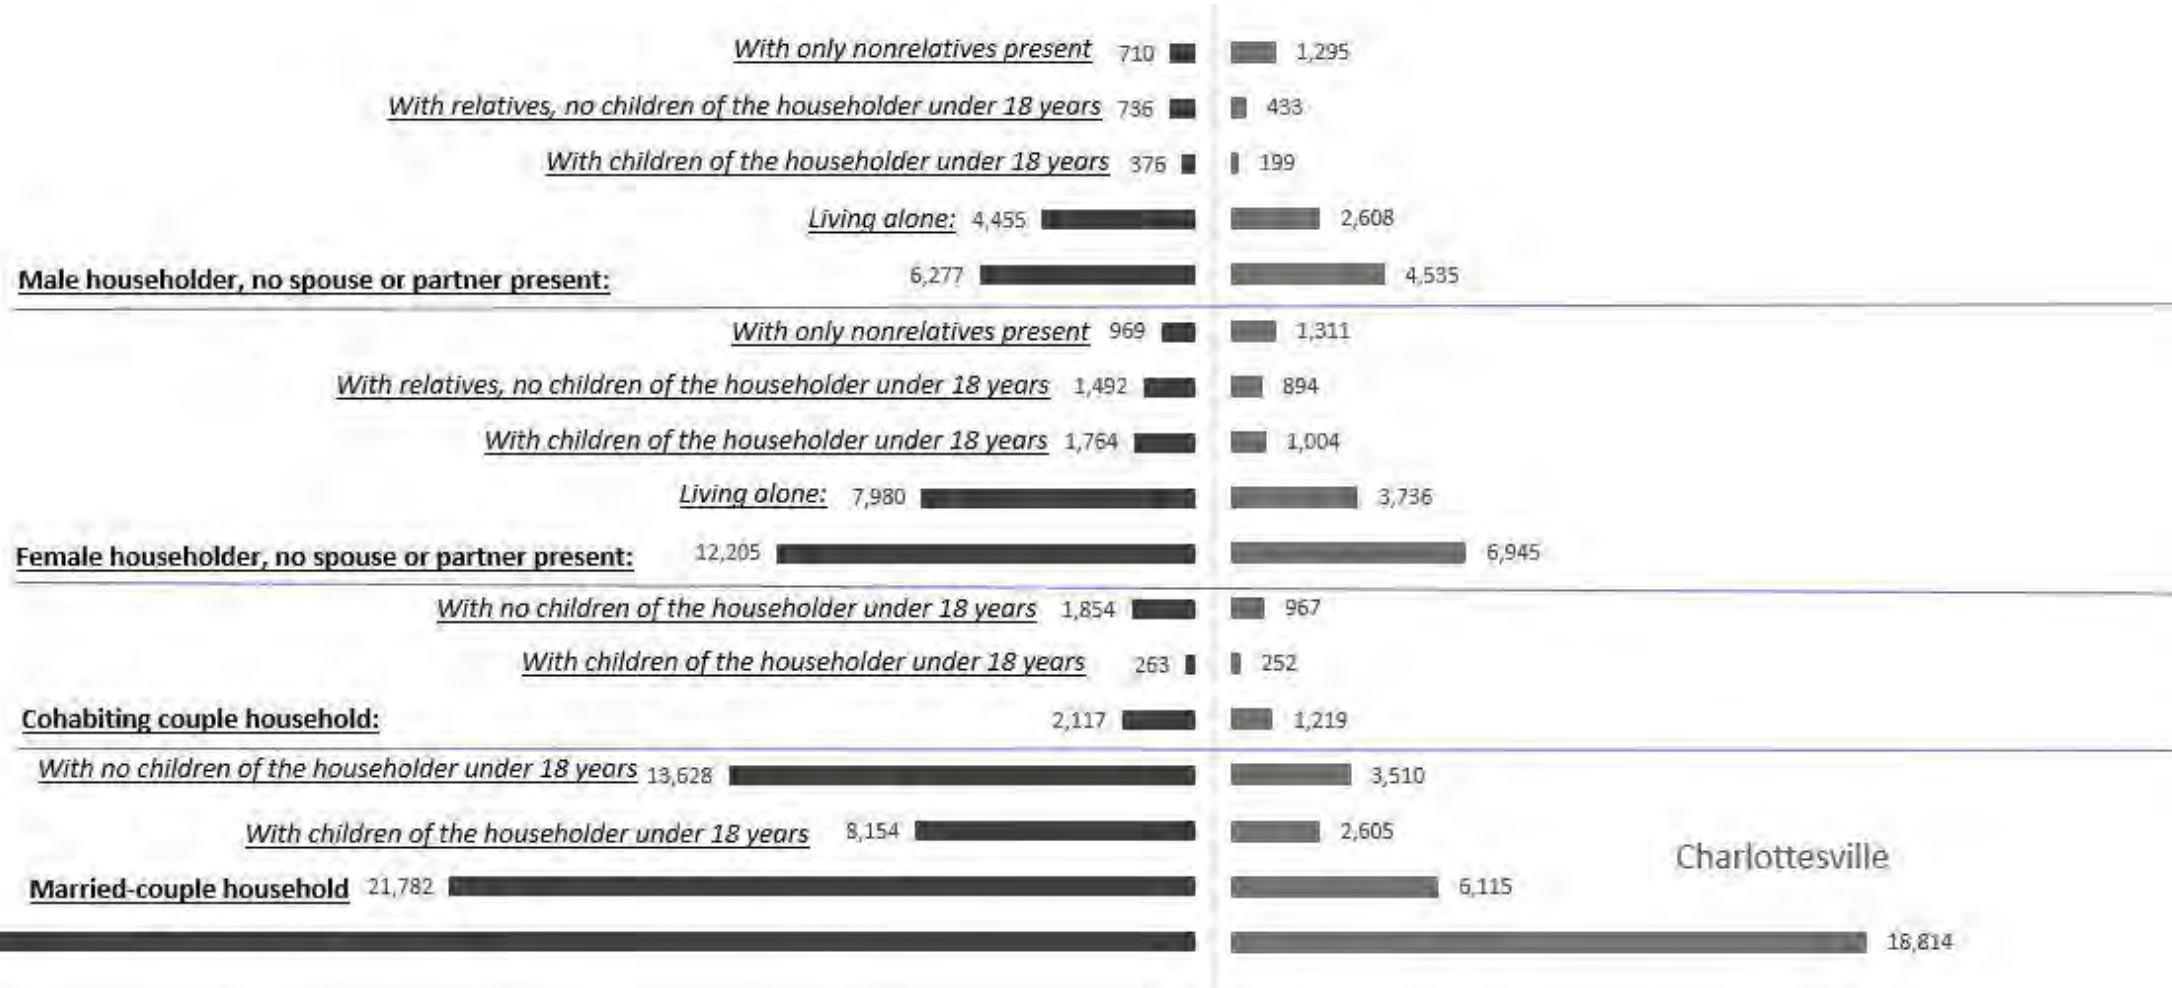 With only nonrelatives present 710 1,295
With relatives, no children of the householder under 18 years 736 433
With children of the householder under 18 years 376 199
Living alone: 4,455 2,608
Male householder, no spouse or partner present: 6,277 4,535
With only nonrelatives present 969 1,311
With relatives, no children of the householder under 18 years 1,492 894
With children of the householder under 18 years 1,764 1,004
Living alone: 7,980 3,736
Female householder, no spouse or partner present: 12,205 6,945
With no children of the householder under 18 years 1,854 967
With children of the householder under 18 years 263 252
Cohabiting couple household: 2,117 1,219
With no children of the householder under 18 years 13,628 3,510
With children of the householder under 18 years 8,154 2,605
Charlottesville
Married-couple household 21,782 6,115
18,814